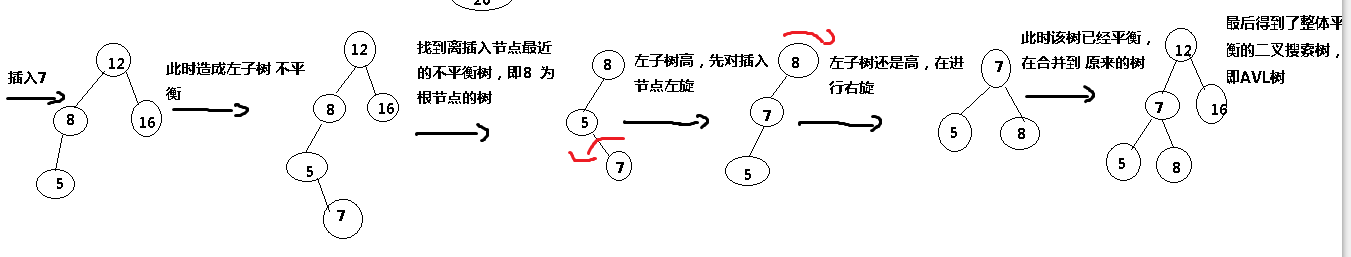 20
插入7
12
8
16
5
此时造成左子树 不平
衡
12
8
16
5
7
找到离插入节点最近
的不平衡树，即8 为
根节点的树
8
5
7
左子树高，先对插入
节点左旋
8
7
5
左子树还是高，在进
行右旋
7
5
8
此时该树已经平衡，
在合并到 原来的树
12
7
16
5
8
最后得到了整体平
衡的二叉搜索树，
即AVL树